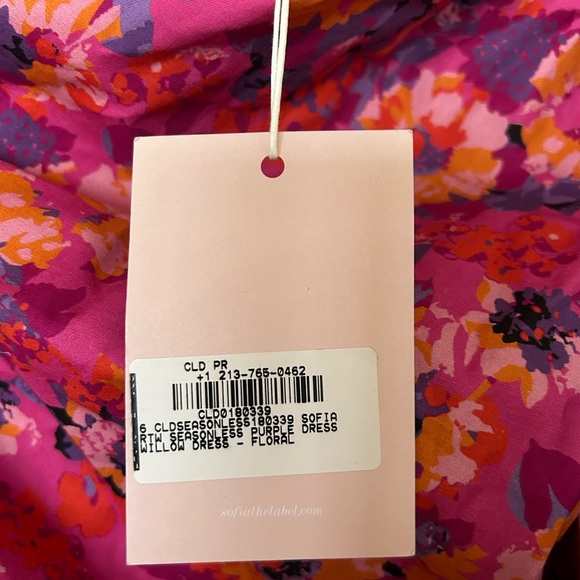 CLD PR
+1 213-765-0462
CLD0180339
6 CLDSEASONLESS180339 SOFIA
RTW SEASONLESS PURPLE DRESS
WILLOW DRESS - FLORAL
sofiathelabel.com